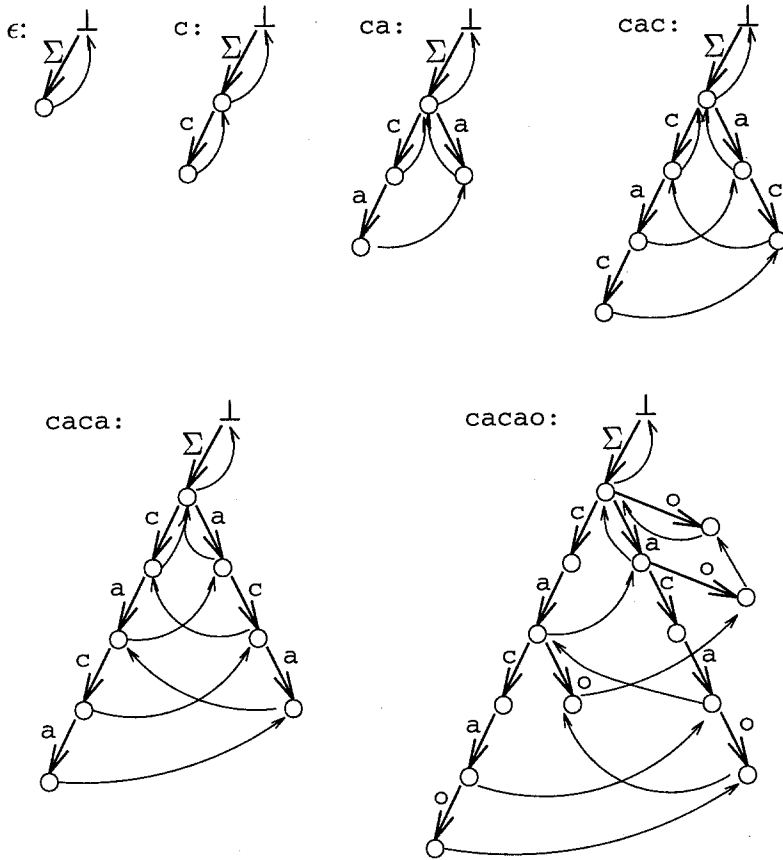 ϵ: ⊥ c: ⊥ ca: ⊥ cac: ⊥
Σ Σ Σ Σ
c c a c a
a a c
c
caca: ⊥ cacao: ⊥
Σ Σ
c a c o
a
a c a c o
c a c o a
a a o
o